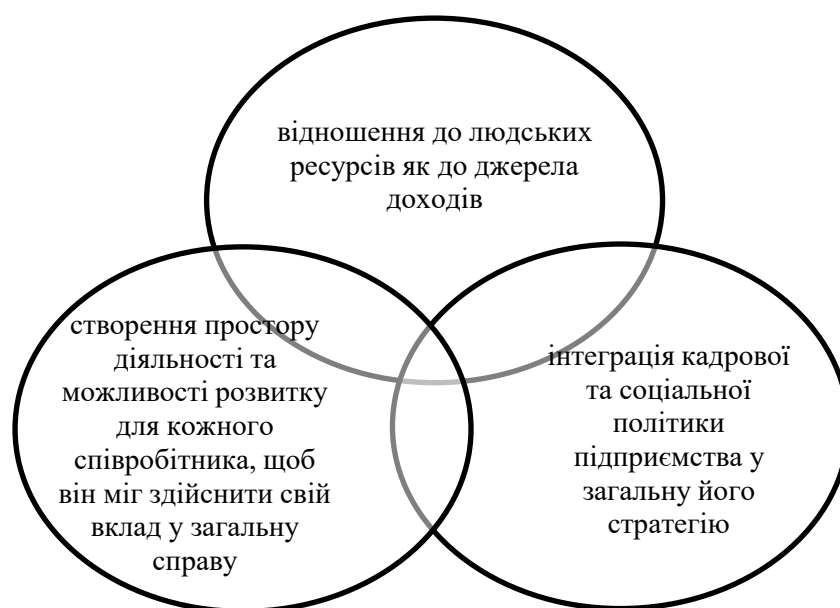 відношення до людських
ресурсів як до джерела
доходів
створення простору
діяльності та
можливості розвитку
для кожного
співробітника, щоб
він міг здійснити свій
вклад у загальну
справу
інтеграція кадрової
та соціальної
політики
підприємства у
загальну його
стратегію